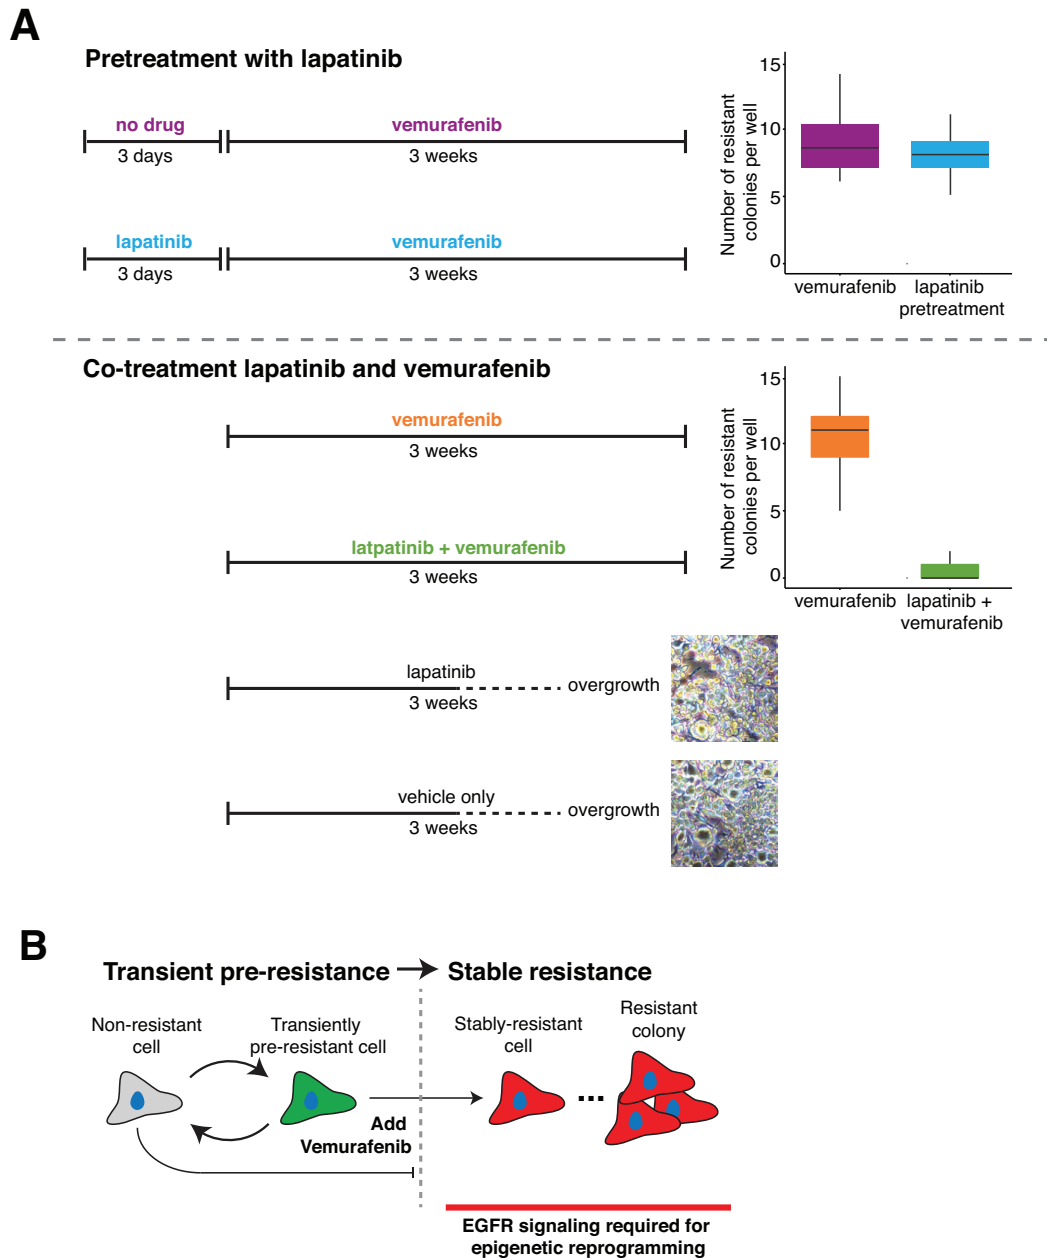 A
Pretreatment with lapatinib
no drug
3 days
vemurafenib
3 weeks
lapatinib
3 days
vemurafenib
3 weeks
Number of resistant
colonies per well
15
10
5
0
vemurafenib
lapatinib
pretreatment
Co-treatment lapatinib and vemurafenib
vemurafenib
3 weeks
latpatinib + vemurafenib
3 weeks
Number of resistant
colonies per well
15
10
5
0
vemurafenib
lapatinib +
vemurafenib
lapatinib
3 weeks
overgrowth
vehicle only
3 weeks
overgrowth
B
Transient pre-resistance
Stable resistance
Non-resistant
cell
Transiently
pre-resistant cell
Stably-resistant
cell
Resistant
colony
...
Add
Vemurafenib
EGFR signaling required for
epigenetic reprogramming